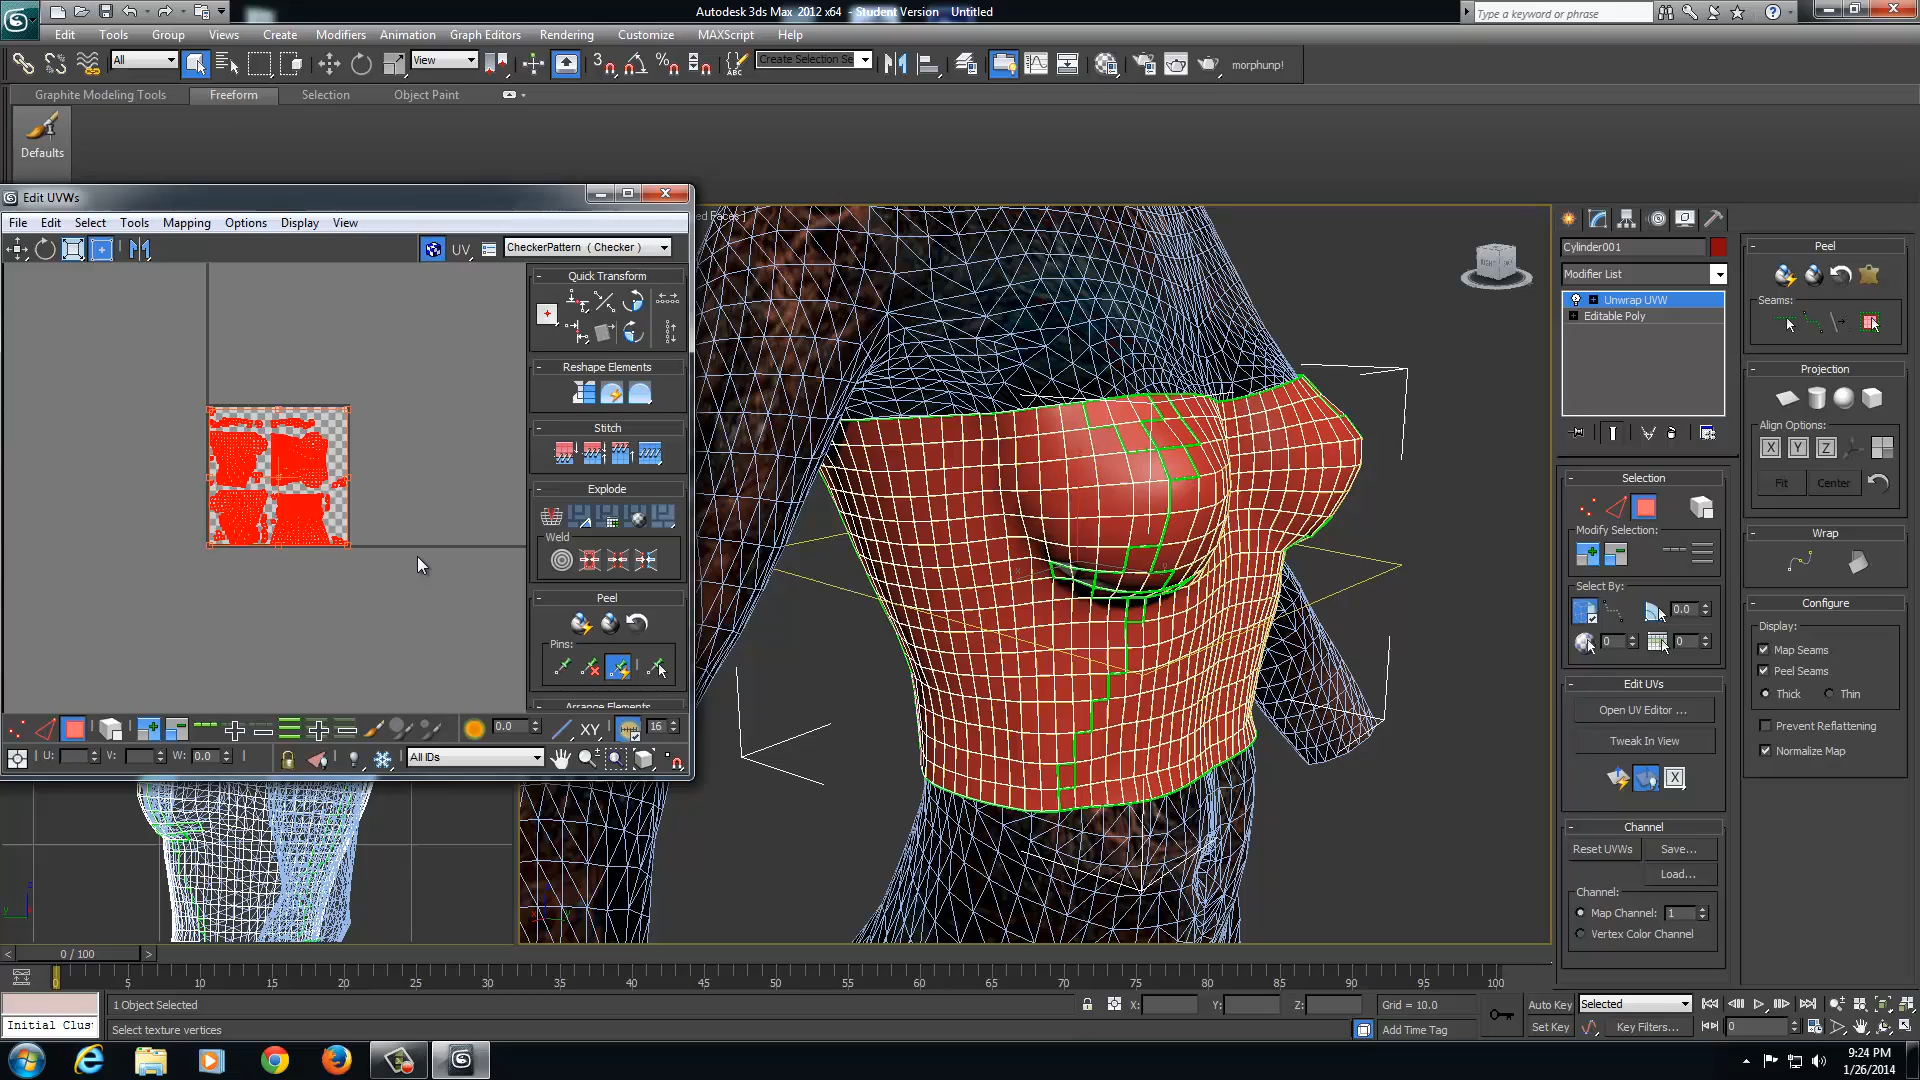 Autodesk 3ds Max 2012 x64 - Student Version Untitled
Type a keyword or phrase
Edit Tools Group Views Create Modifiers Animation Graph Editors Rendering Customize MAXScript Help
All
View
3
Create Selection Se
morphunp!
Graphite Modeling Tools Freeform Selection Object Paint
Defaults
Edit UVWs
File Edit Select Tools Mapping Options Display View
UV
CheckerPattern ( Checker )
Quick Transform
Reshape Elements
Stitch
Explode
Weld
Peel
Pins:
Arrange Elements
0.0
XY
16
U:
V:
W: 0.0
All IDs
ed Faces ]
RIGHT
Cylinder001
Modifier List
Unwrap UVW
Editable Poly
Selection
Modify Selection:
Select By:
0.0
0
0
Edit UVs
Open UV Editor ...
Tweak In View
Channel
Reset UVWs Save...
Load...
Channel:
Map Channel: 1
Vertex Color Channel
Peel
Seams:
Projection
Align Options:
X Y Z
Fit Center
Wrap
Configure
Display:
Map Seams
Peel Seams
Thick Thin
Prevent Reflattening
Normalize Map
0 / 100
0 5 10 15 20 25 30 35 40 45 50 55 60 65 70 75 80 85 90 95 100
1 Object Selected
X: Y: Z: Grid = 10.0
Auto Key Selected
Initial Clus
Select texture vertices
Add Time Tag
Set Key Key Filters...
0
9:24 PM
1/26/2014